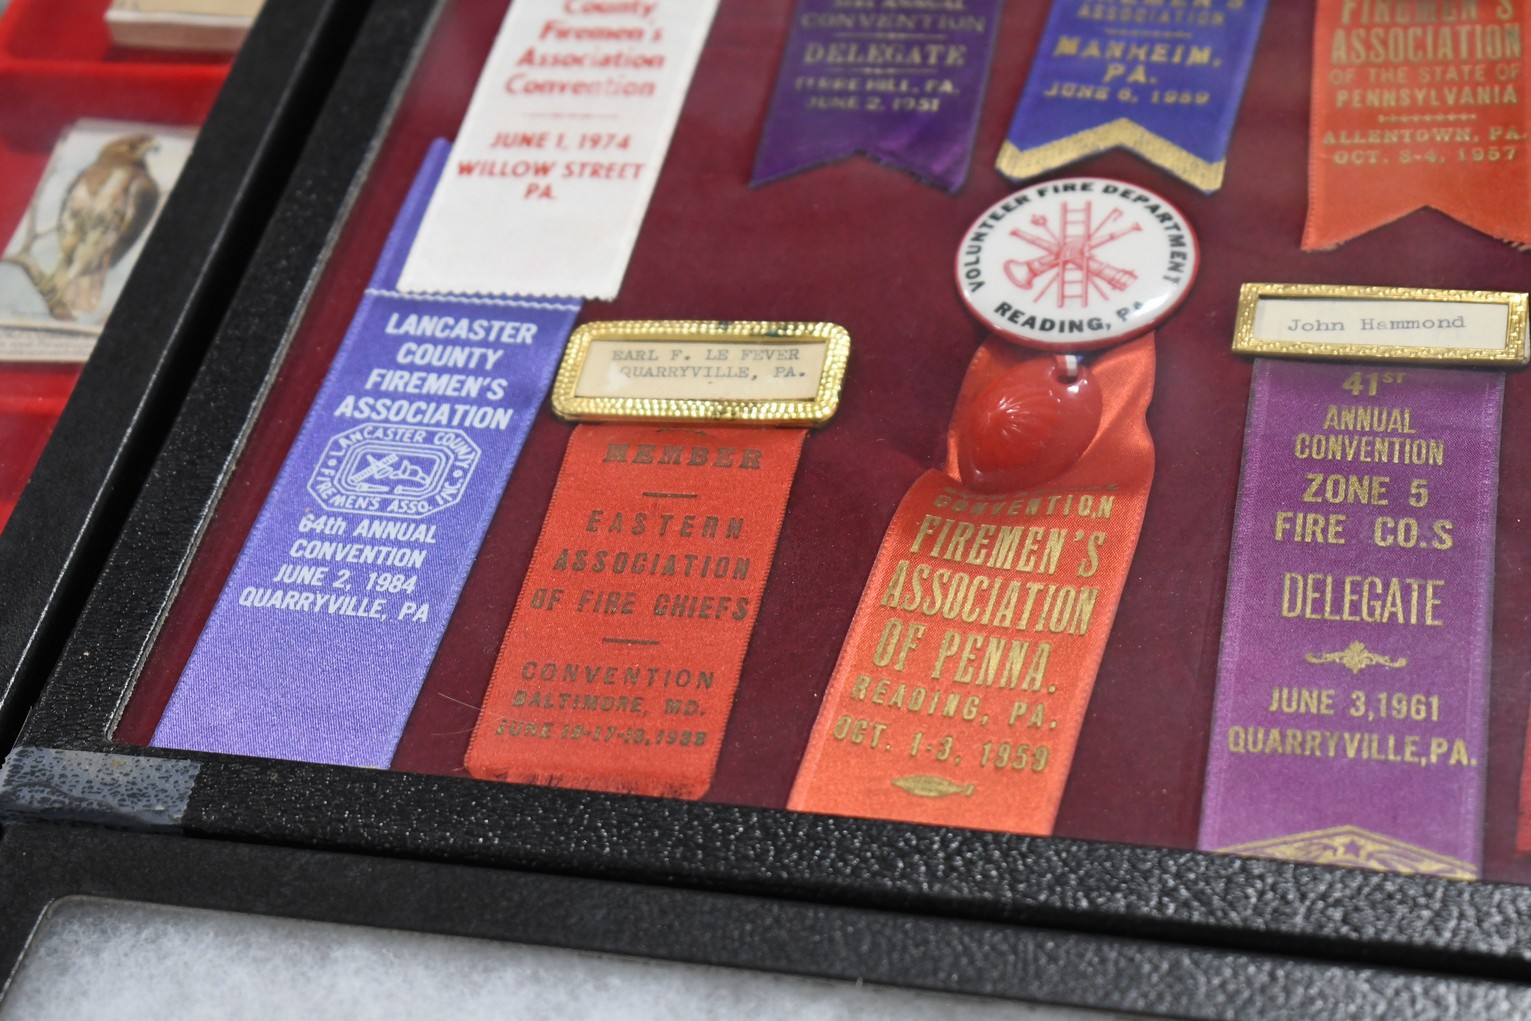 County
Firemen's
Association
Convention
JUNE 1, 1974
WILLOW STREET
PA.
CONVENTION
DELEGATE
TERRE HILL, PA.
JUNE 2, 1951
ASSOCIATION
MANHEIM,
PA.
JUNE 6, 1959
FIREMEN'S
ASSOCIATION
OF THE STATE OF
PENNSYLVANIA
ALLENTOWN, PA.
OCT. 3-4, 1957
LANCASTER
COUNTY
FIREMEN'S
ASSOCIATION
LANCASTER COUNTY
FIREMEN'S ASSO. INC.
64th ANNUAL
CONVENTION
JUNE 2, 1984
QUARRYVILLE, PA
EARL F. LE FEVER
QUARRYVILLE, PA.
MEMBER
EASTERN
ASSOCIATION
OF FIRE CHIEFS
CONVENTION
BALTIMORE, MD.
JUNE
VOLUNTEER FIRE DEPARTMENT
READING, PA
CONVENTION
FIREMEN'S
ASSOCIATION
OF PENNA.
READING, PA.
OCT. 1-3, 1959
John Hammond
41ST
ANNUAL
CONVENTION
ZONE 5
FIRE CO.S
DELEGATE
JUNE 3,1961
QUARRYVILLE,PA.